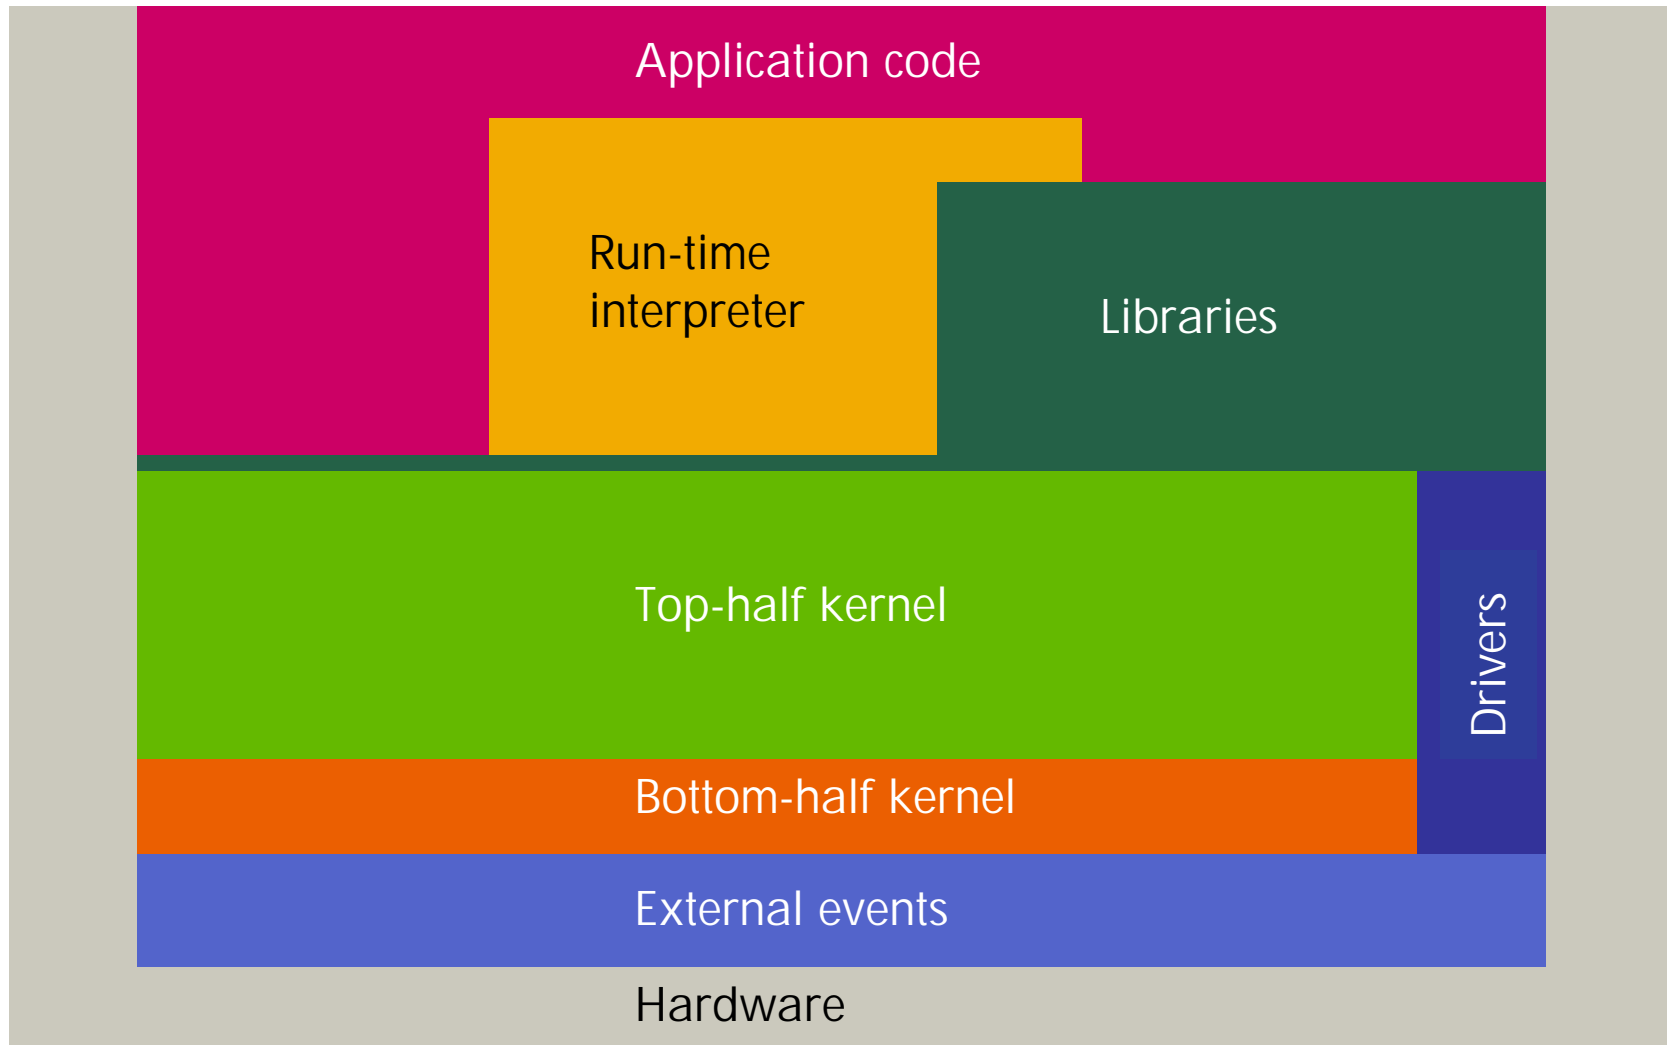 Application code
Run-time
interpreter
Libraries
Top-half kernel
Drivers
Bottom-half kernel
External events
Hardware